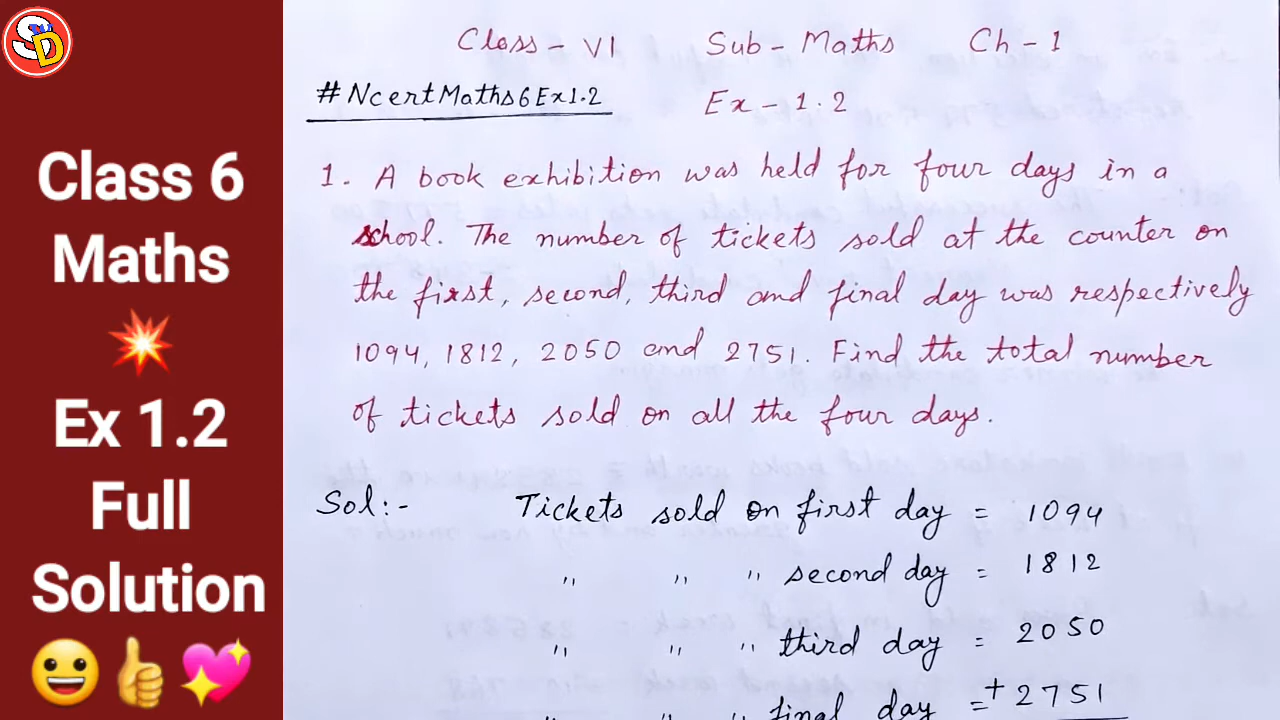 SD
Class 6
Maths
💥
Ex 1.2
Full
Solution
😀👍💖
Class - VI Sub - Maths Ch - 1
#NcertMaths6Ex1.2 Ex - 1.2
1. A book exhibition was held for four days in a
school. The number of tickets sold at the counter on
the first, second, third and final day was respectively
1094, 1812, 2050 and 2751. Find the total number
of tickets sold on all the four days.
Sol:- Tickets sold on first day = 1094
" " " second day = 1812
" " " third day = 2050
" " " final day = + 2751